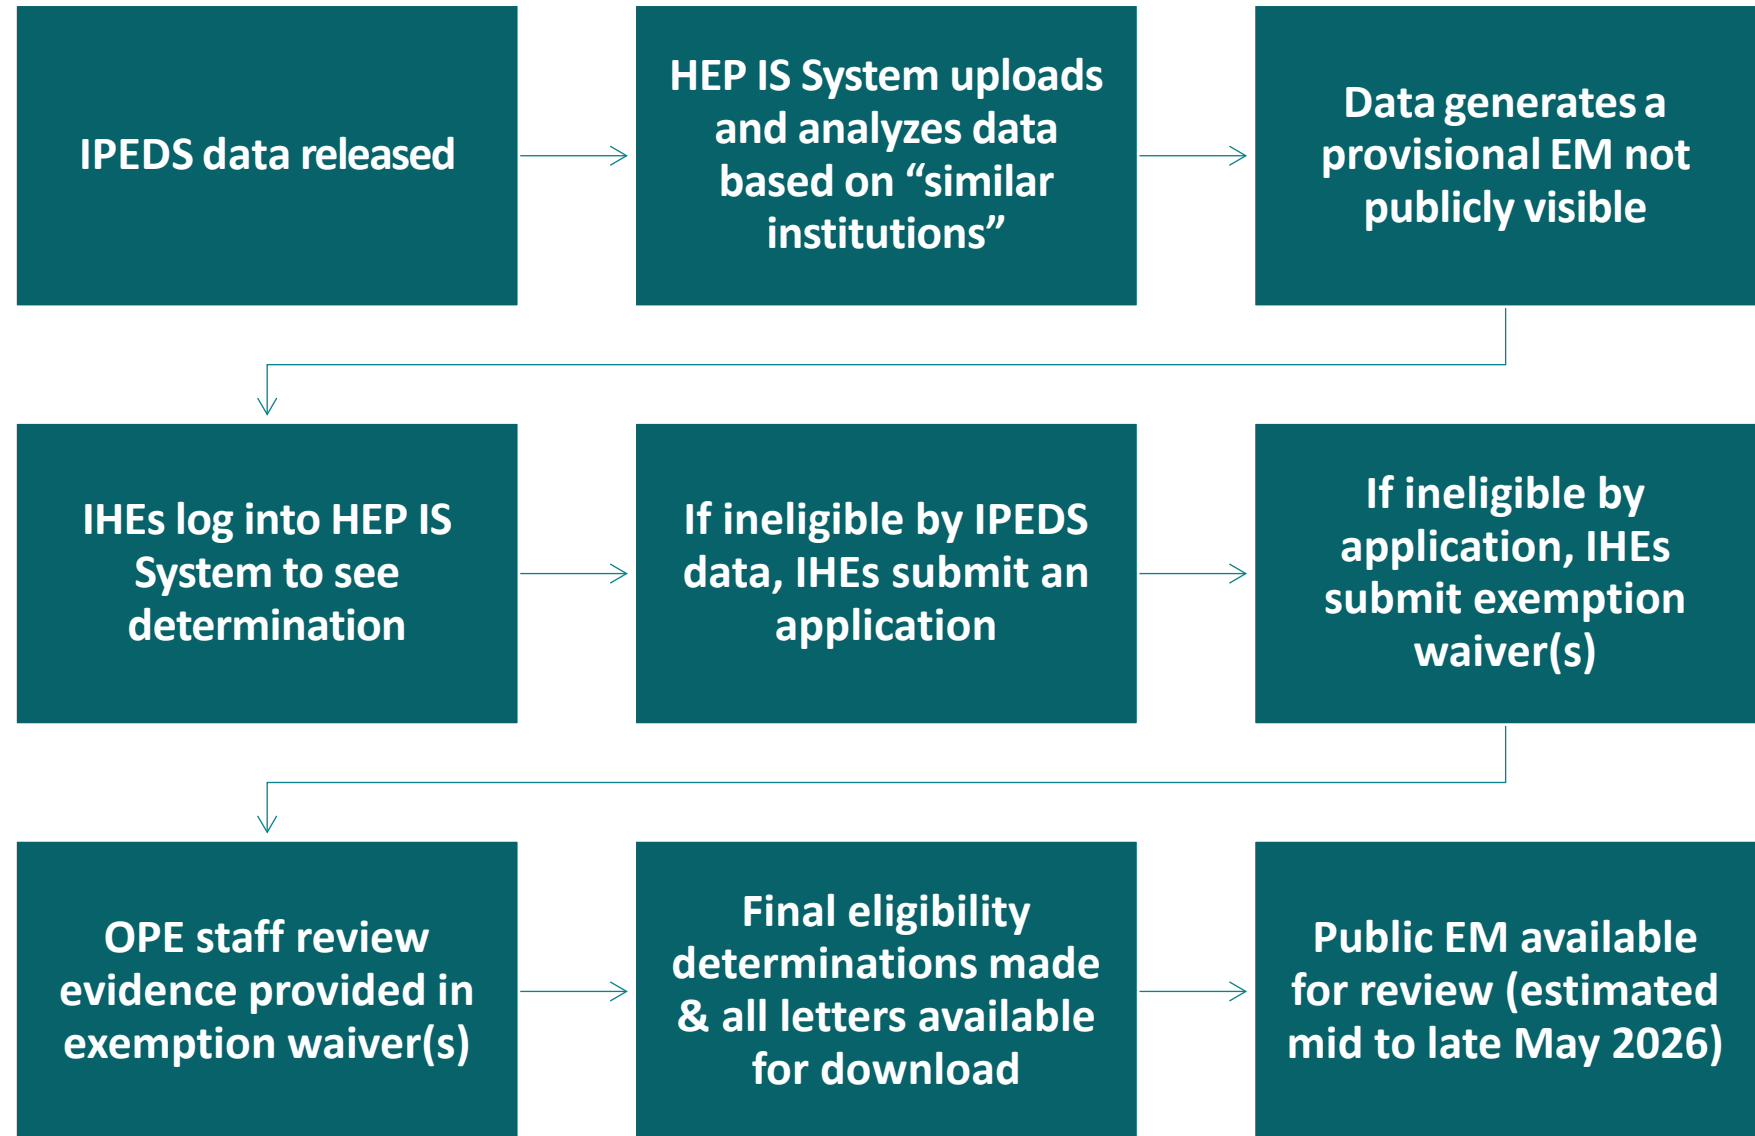 IPEDS data released
HEP IS System uploads
and analyzes data
based on “similar
institutions”
Data generates a
provisional EM not
publicly visible
IHEs log into HEP IS
System to see
determination
If ineligible by IPEDS
data, IHEs submit an
application
If ineligible by
application, IHEs
submit exemption
waiver(s)
OPE staff review
evidence provided in
exemption waiver(s)
Final eligibility
determinations made
& all letters available
for download
Public EM available
for review (estimated
mid to late May 2026)